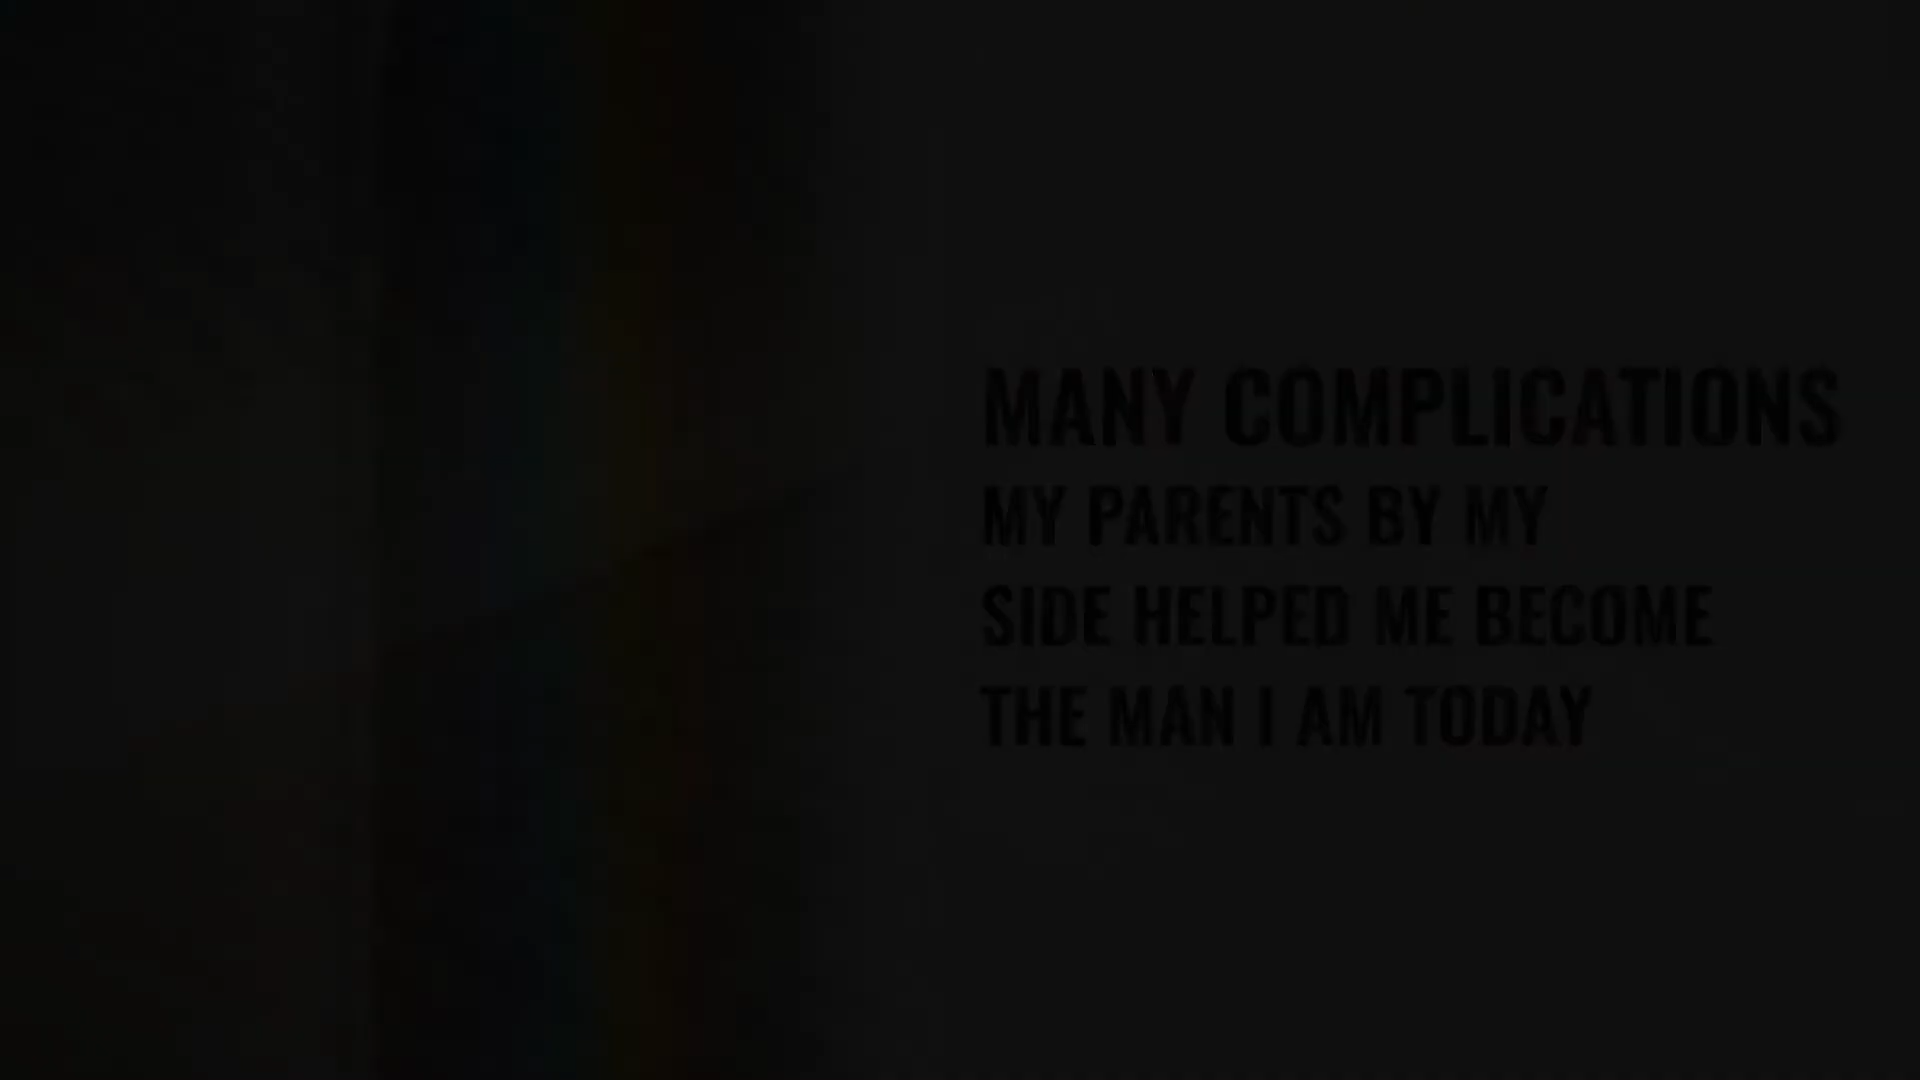 MANY COMPLICATIONS
MY PARENTS BY MY
SIDE HELPED ME BECOME
THE MAN I AM TODAY